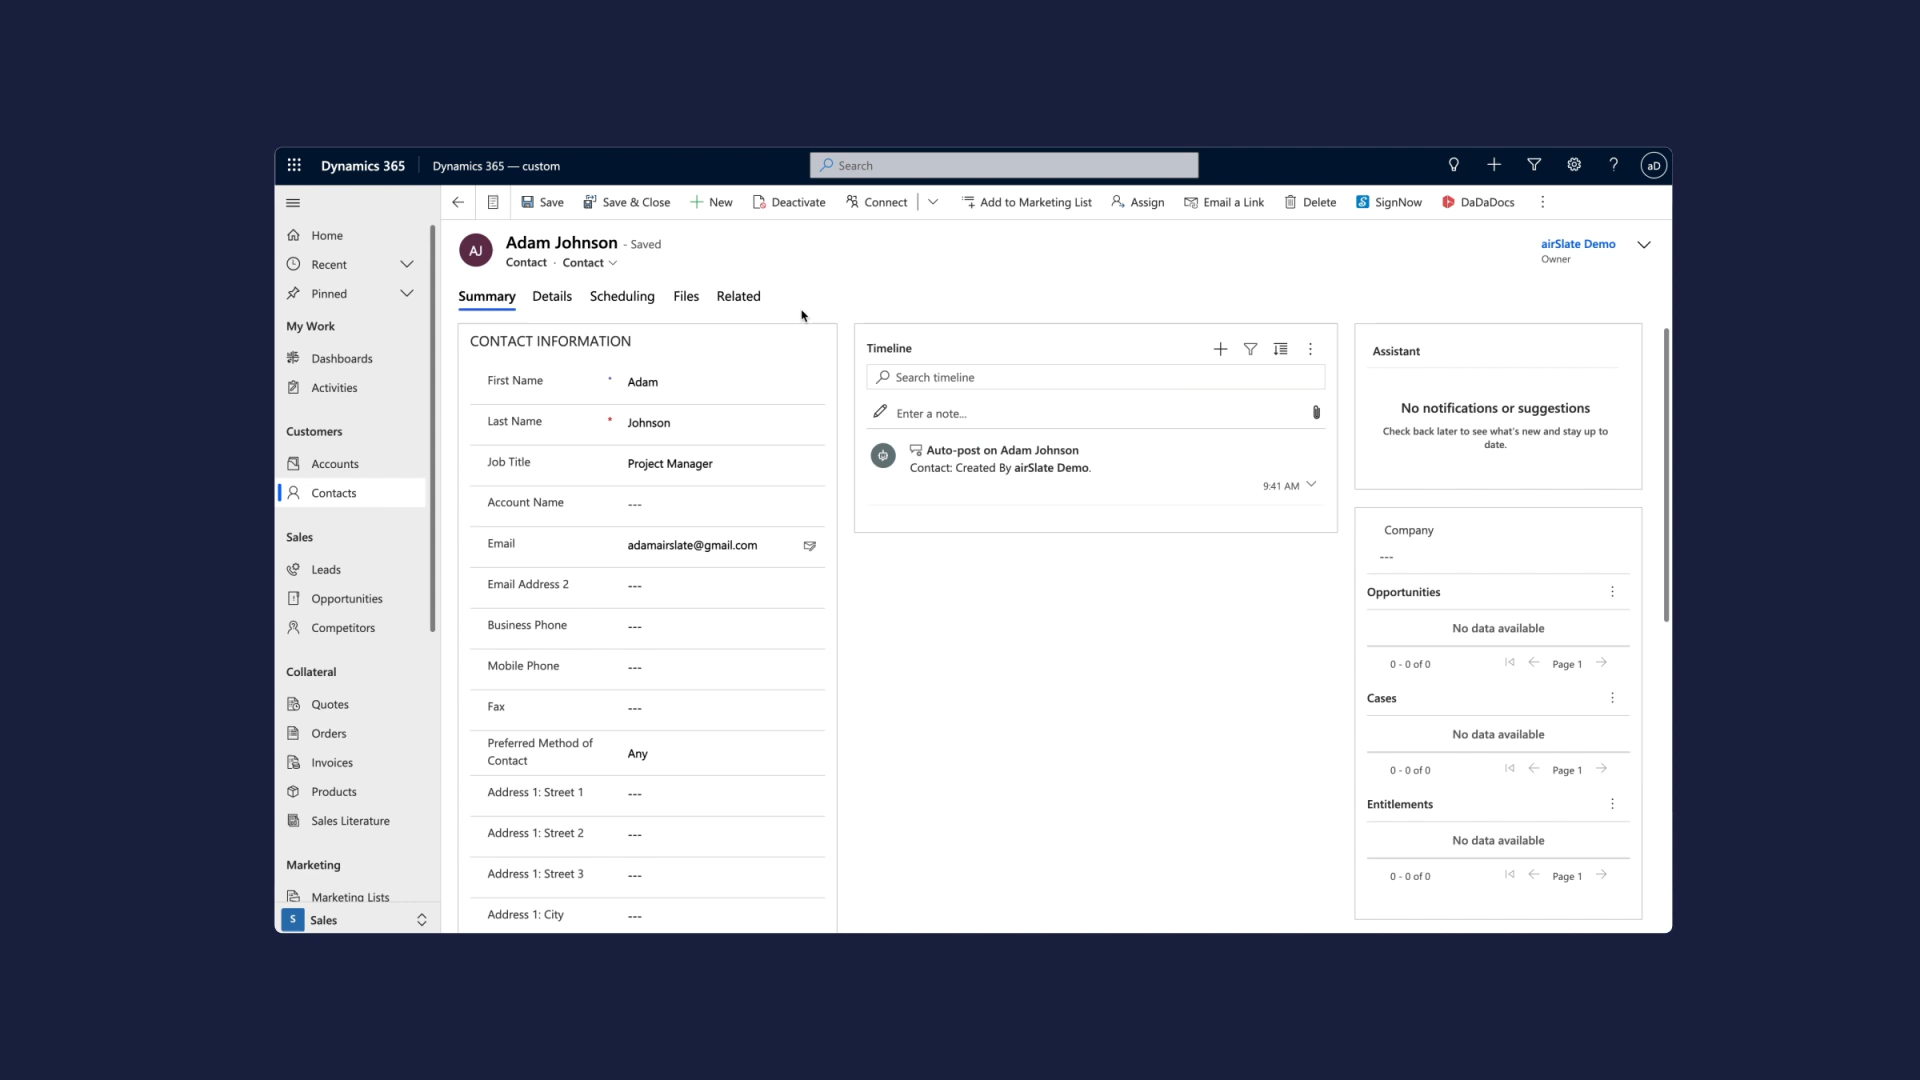 Dynamics 365
Dynamics 365 — custom
Search
?
aD
Save
Save & Close
New
Deactivate
Connect
Add to Marketing List
Assign
Email a Link
Delete
SignNow
DaDaDocs
Home
Recent
Pinned
My Work
Dashboards
Activities
Customers
Accounts
Contacts
Sales
Leads
Opportunities
Competitors
Collateral
Quotes
Orders
Invoices
Products
Sales Literature
Marketing
Marketing Lists
S Sales
AJ
Adam Johnson - Saved
Contact · Contact
airSlate Demo
Owner
Summary Details Scheduling Files Related
CONTACT INFORMATION
First Name * Adam
Last Name * Johnson
Job Title Project Manager
Account Name ---
Email adamairslate@gmail.com
Email Address 2 ---
Business Phone ---
Mobile Phone ---
Fax ---
Preferred Method of
Contact
Any
Address 1: Street 1 ---
Address 1: Street 2 ---
Address 1: Street 3 ---
Address 1: City ---
Timeline
Search timeline
Enter a note...
Auto-post on Adam Johnson
Contact: Created By airSlate Demo.
9:41 AM
Assistant
No notifications or suggestions
Check back later to see what's new and stay up to
date.
Company
---
Opportunities
No data available
0 - 0 of 0 Page 1
Cases
No data available
0 - 0 of 0 Page 1
Entitlements
No data available
0 - 0 of 0 Page 1